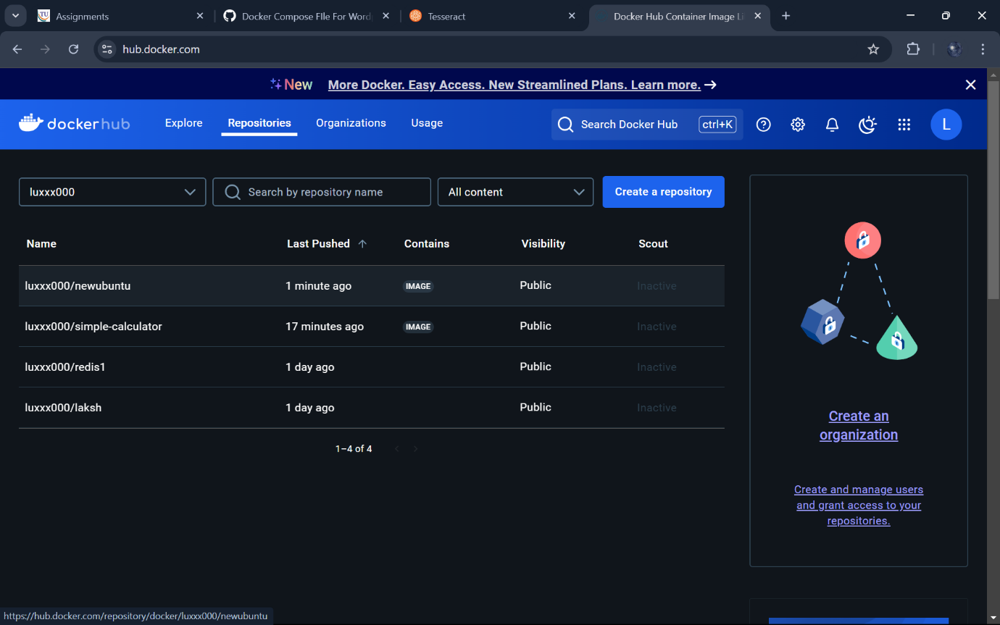 Assignments
Docker Compose FIle For Word
Tesseract
Docker Hub Container Image Li
hub.docker.com
New More Docker. Easy Access. New Streamlined Plans. Learn more. →
dockerhub
Explore
Repositories
Organizations
Usage
Search Docker Hub
ctrl+K
L
luxxx000
Search by repository name
All content
Create a repository
Name Last Pushed ↑ Contains Visibility Scout
luxxx000/newubuntu 1 minute ago IMAGE Public Inactive
luxxx000/simple-calculator 17 minutes ago IMAGE Public Inactive
luxxx000/redis1 1 day ago Public Inactive
luxxx000/laksh 1 day ago Public Inactive
1–4 of 4
Create an
organization
Create and manage users
and grant access to your
repositories.
https://hub.docker.com/repository/docker/luxxx000/newubuntu